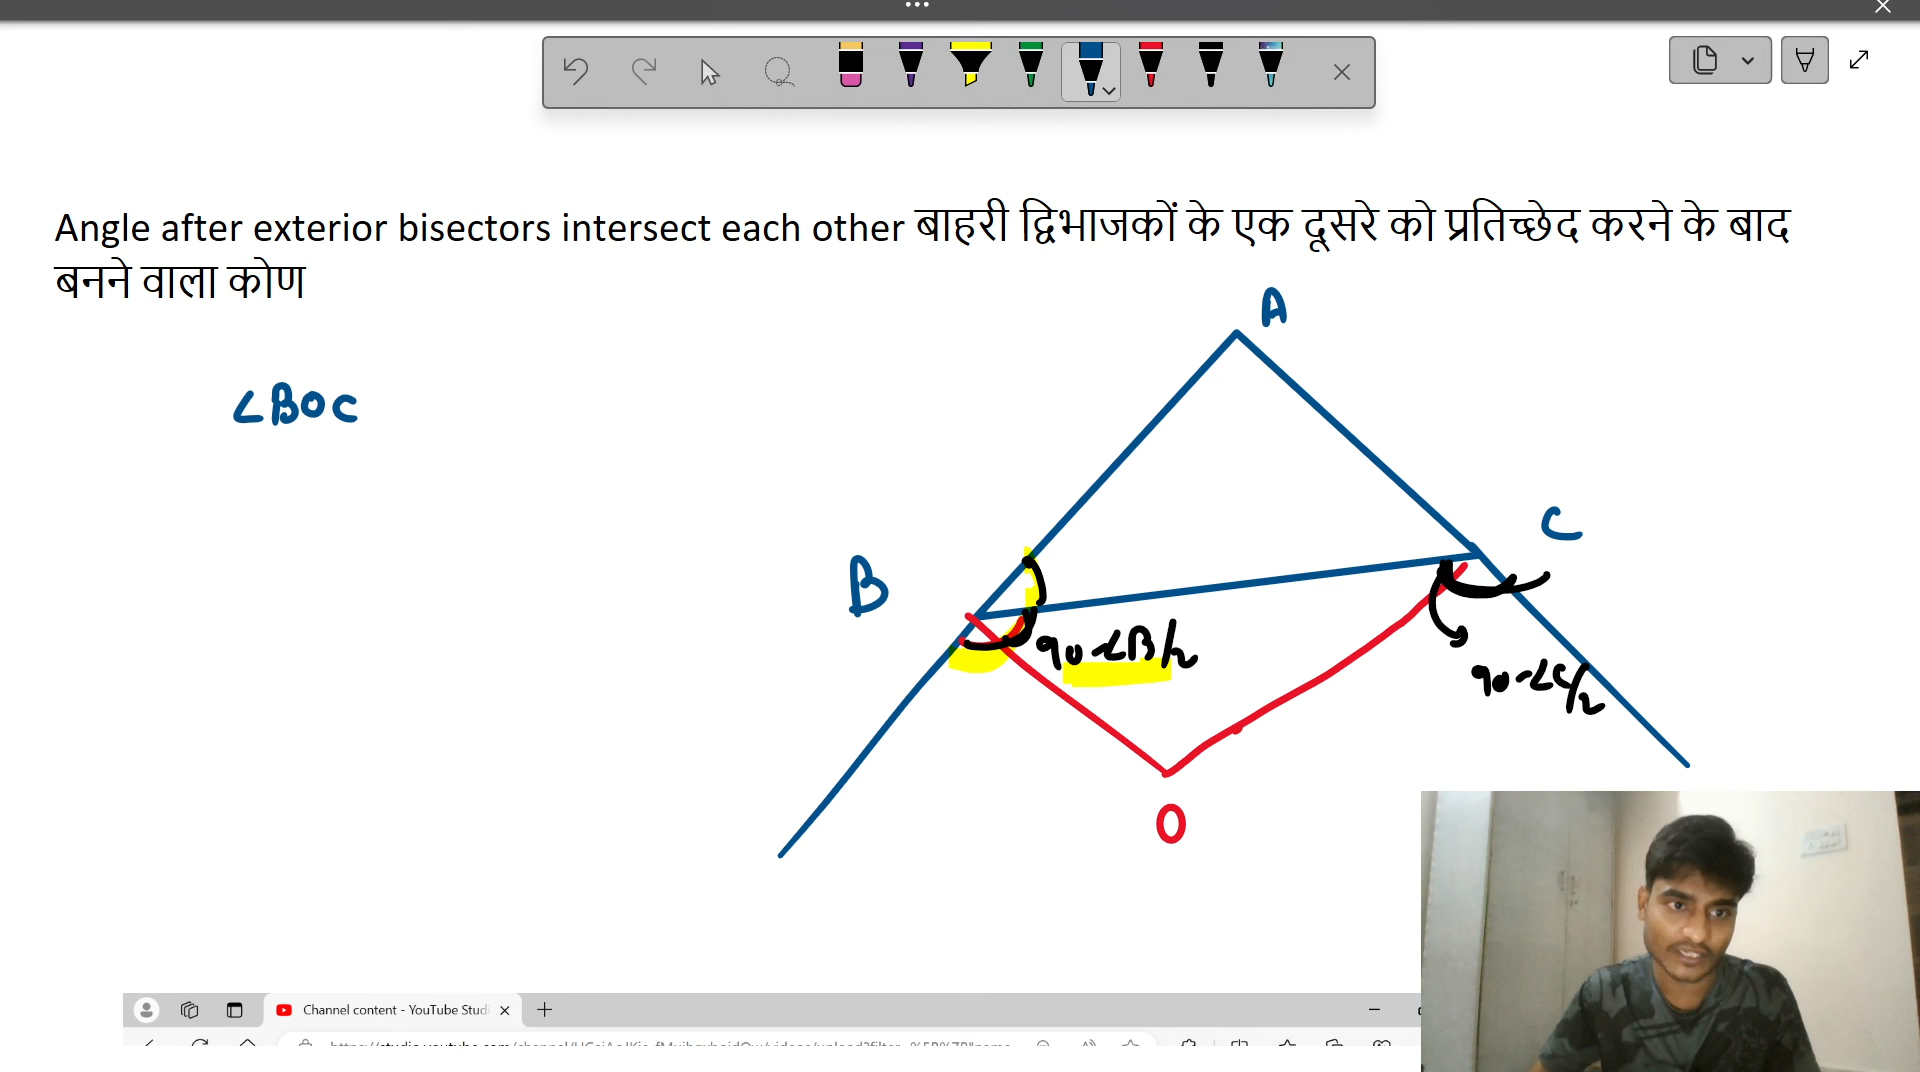 Angle after exterior bisectors intersect each other बाहरी द्विभाजकों के एक दूसरे को प्रतिच्छेद करने के बाद
बनने वाला कोण
A
∠BOC
C
B
90-∠B/2
90-∠C/2
O
Channel content - YouTube Studi